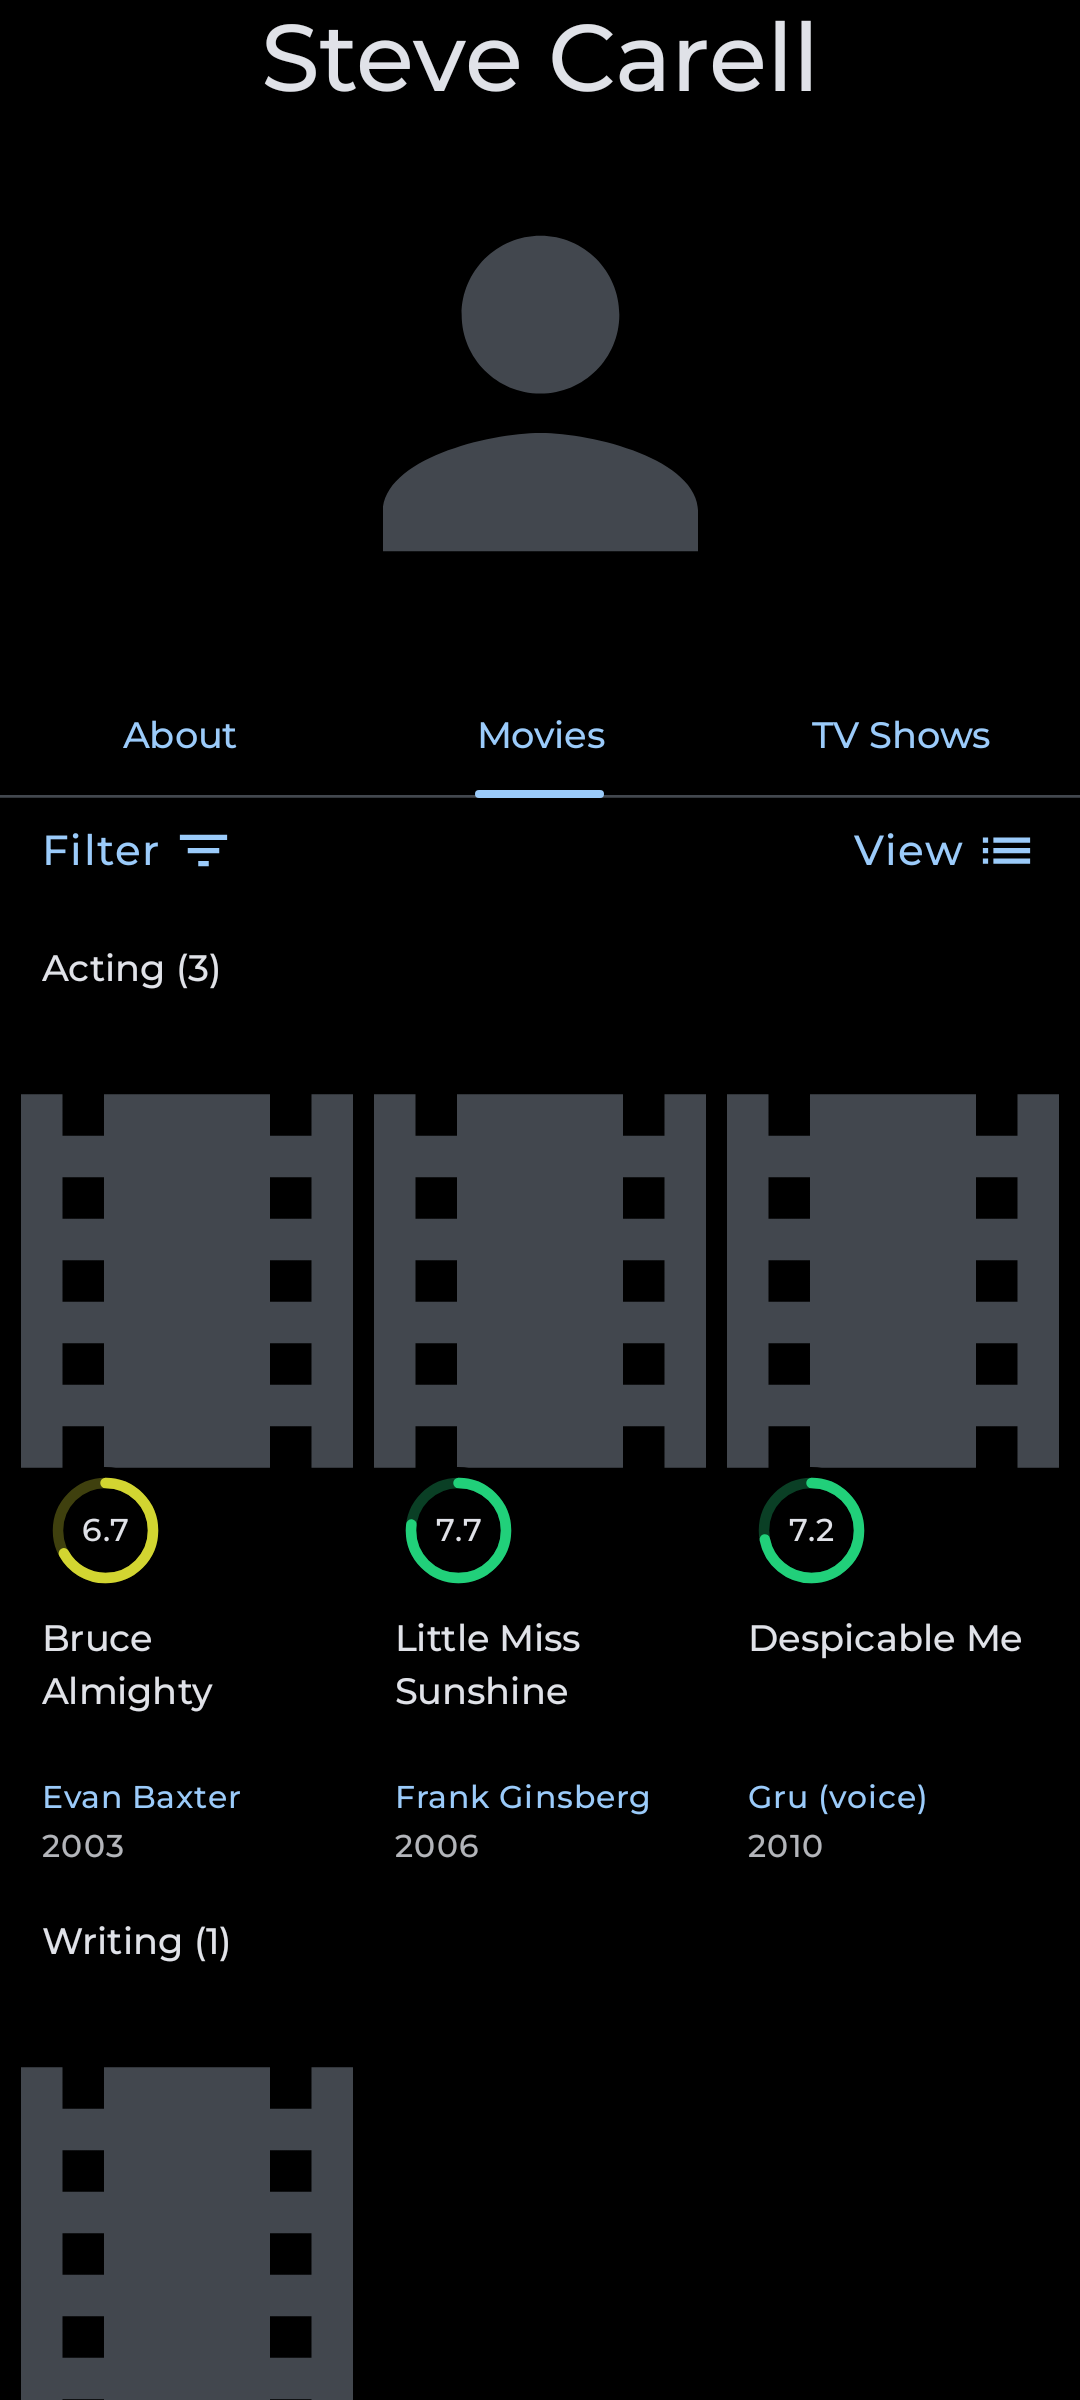 Steve Carell
About
Movies
TV Shows
Filter
View
Acting (3)
6.7
7.7
7.2
Bruce
Almighty
Little Miss
Sunshine
Despicable Me
Evan Baxter
2003
Frank Ginsberg
2006
Gru (voice)
2010
Writing (1)